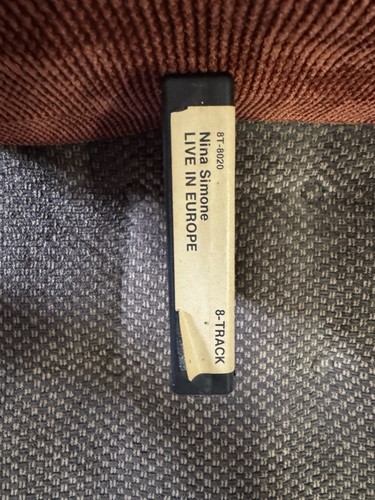 8T-8020
Nina Simone
LIVE IN EUROPE
8-TRACK